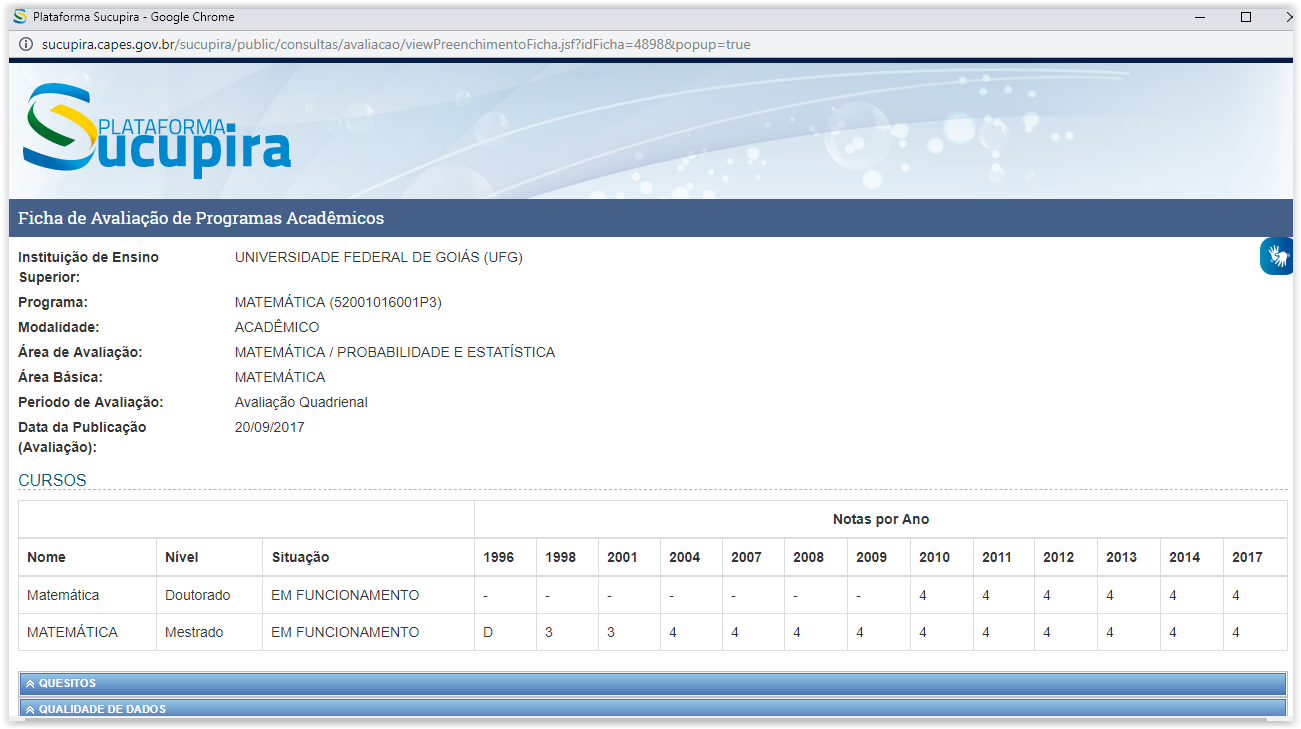 Plataforma Sucupira - Google Chrome
sucupira.capes.gov.br/sucupira/public/consultas/avaliacao/viewPreenchimentoFicha.jsf?idFicha=4898&popup=true
PLATAFORMA
Sucupira
Ficha de Avaliação de Programas Acadêmicos
Instituição de Ensino Superior: UNIVERSIDADE FEDERAL DE GOIÁS (UFG)
Programa: MATEMÁTICA (52001016001P3)
Modalidade: ACADÊMICO
Área de Avaliação: MATEMÁTICA / PROBABILIDADE E ESTATÍSTICA
Área Básica: MATEMÁTICA
Período de Avaliação: Avaliação Quadrienal
Data da Publicação (Avaliação): 20/09/2017
CURSOS
Notas por Ano
Nome Nível Situação 1996 1998 2001 2004 2007 2008 2009 2010 2011 2012 2013 2014 2017
Matemática Doutorado EM FUNCIONAMENTO - - - - - - - 4 4 4 4 4 4
MATEMÁTICA Mestrado EM FUNCIONAMENTO D 3 3 4 4 4 4 4 4 4 4 4 4
QUESITOS
QUALIDADE DE DADOS